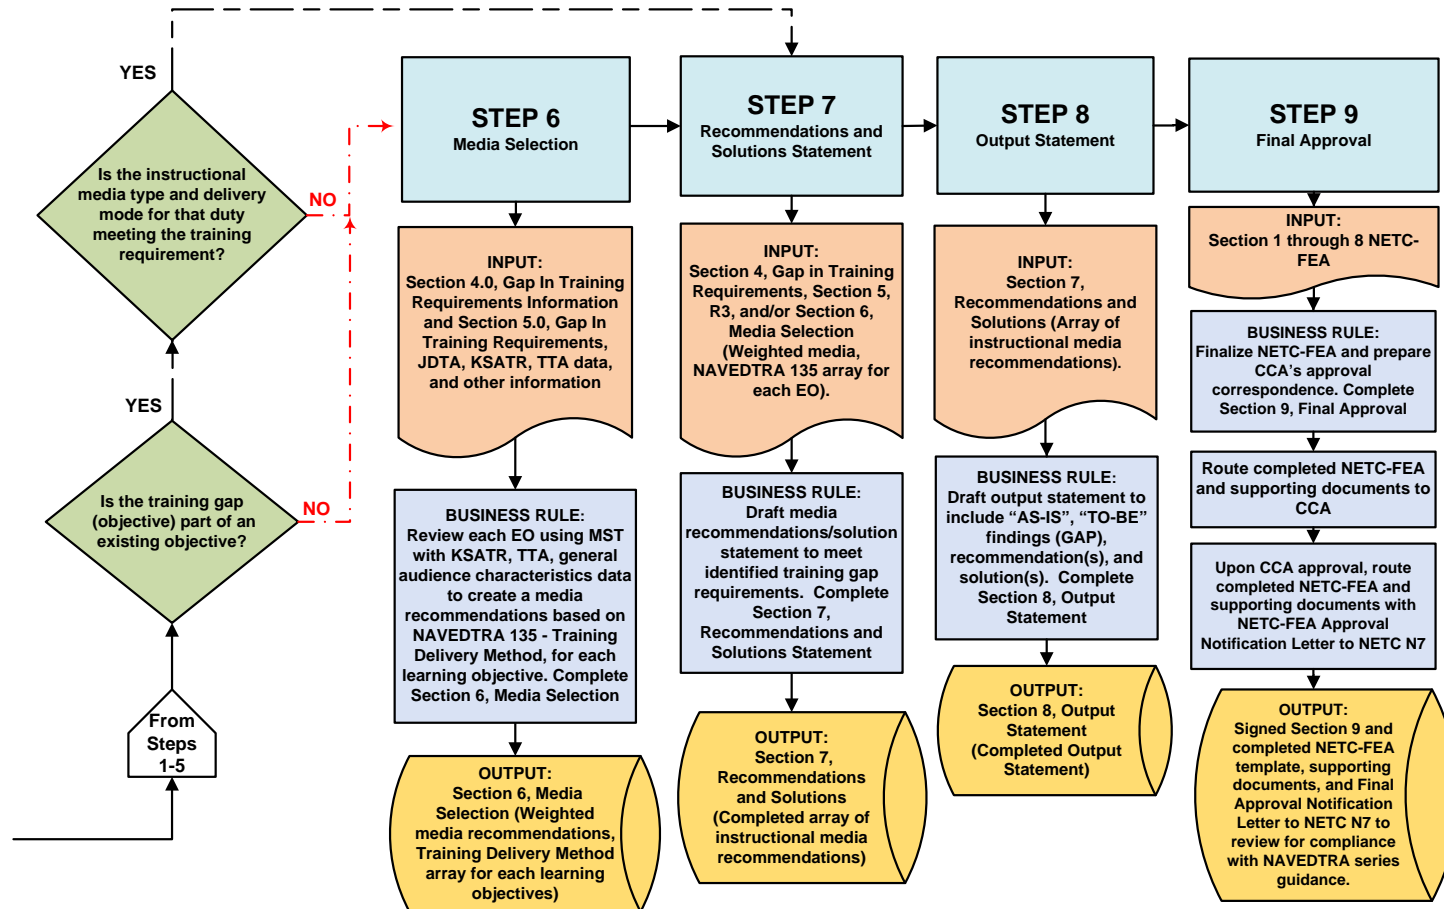 YES
Is the instructional
media type and delivery
mode for that duty
meeting the training
requirement?
NO
YES
Is the training gap
(objective) part of an
existing objective?
NO
From
Steps
1-5
STEP 6
Media Selection
INPUT:
Section 4.0, Gap In Training
Requirements Information
and Section 5.0, Gap In
Training Requirements,
JDTA, KSATR, TTA data,
and other information
BUSINESS RULE:
Review each EO using MST
with KSATR, TTA, general
audience characteristics data
to create a media
recommendations based on
NAVEDTRA 135 - Training
Delivery Method, for each
learning objective. Complete
Section 6, Media Selection
OUTPUT:
Section 6, Media
Selection (Weighted
media recommendations,
Training Delivery Method
array for each learning
objectives)
STEP 7
Recommendations and
Solutions Statement
INPUT:
Section 4, Gap in Training
Requirements, Section 5,
R3, and/or Section 6,
Media Selection
(Weighted media,
NAVEDTRA 135 array for
each EO).
BUSINESS RULE:
Draft media
recommendations/solution
statement to meet
identified training gap
requirements.  Complete
Section 7,
Recommendations and
Solutions Statement
OUTPUT:
Section 7,
Recommendations
and Solutions
(Completed array of
instructional media
recommendations)
STEP 8
Output Statement
INPUT:
Section 7,
Recommendations and
Solutions (Array of
instructional media
recommendations).
BUSINESS RULE:
Draft output statement to
include “AS-IS”, “TO-BE”
findings (GAP),
recommendation(s), and
solution(s).  Complete
Section 8, Output
Statement
OUTPUT:
Section 8, Output
Statement
(Completed Output
Statement)
STEP 9
Final Approval
INPUT:
Section 1 through 8 NETC-
FEA
BUSINESS RULE:
Finalize NETC-FEA and prepare
CCA’s approval
correspondence. Complete
Section 9, Final Approval
Route completed NETC-FEA
and supporting documents to
CCA
Upon CCA approval, route
completed NETC-FEA and
supporting documents with
NETC-FEA Approval
Notification Letter to NETC N7
OUTPUT:
Signed Section 9 and
completed NETC-FEA
template, supporting
documents, and Final
Approval Notification
Letter to NETC N7 to
review for compliance
with NAVEDTRA series
guidance.